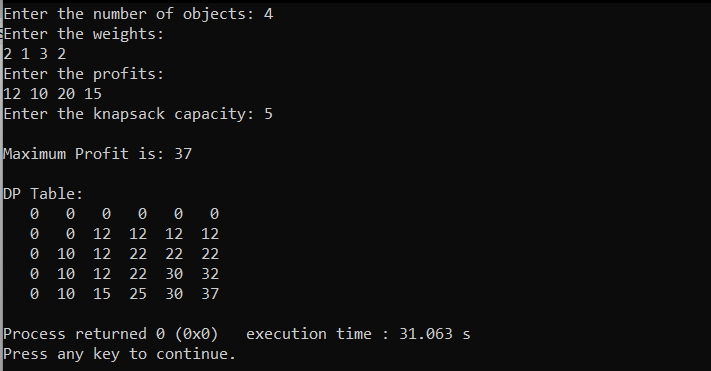 Enter the number of objects: 4
Enter the weights:
2 1 3 2
Enter the profits:
12 10 20 15
Enter the knapsack capacity: 5
Maximum Profit is: 37
DP Table:
0 0 0 0 0 0
0 0 12 12 12 12
0 10 12 22 22 22
0 10 12 22 30 32
0 10 15 25 30 37
Process returned 0 (0x0) execution time : 31.063 s
Press any key to continue.